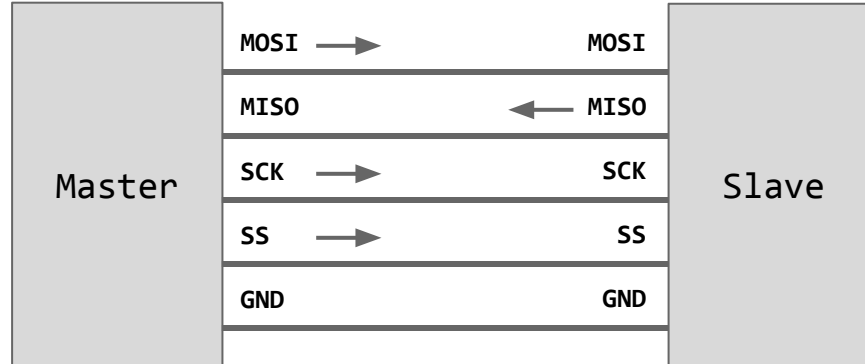 MOSI MOSI
MISO MISO
SCK SCK
Master Slave
SS SS
GND GND